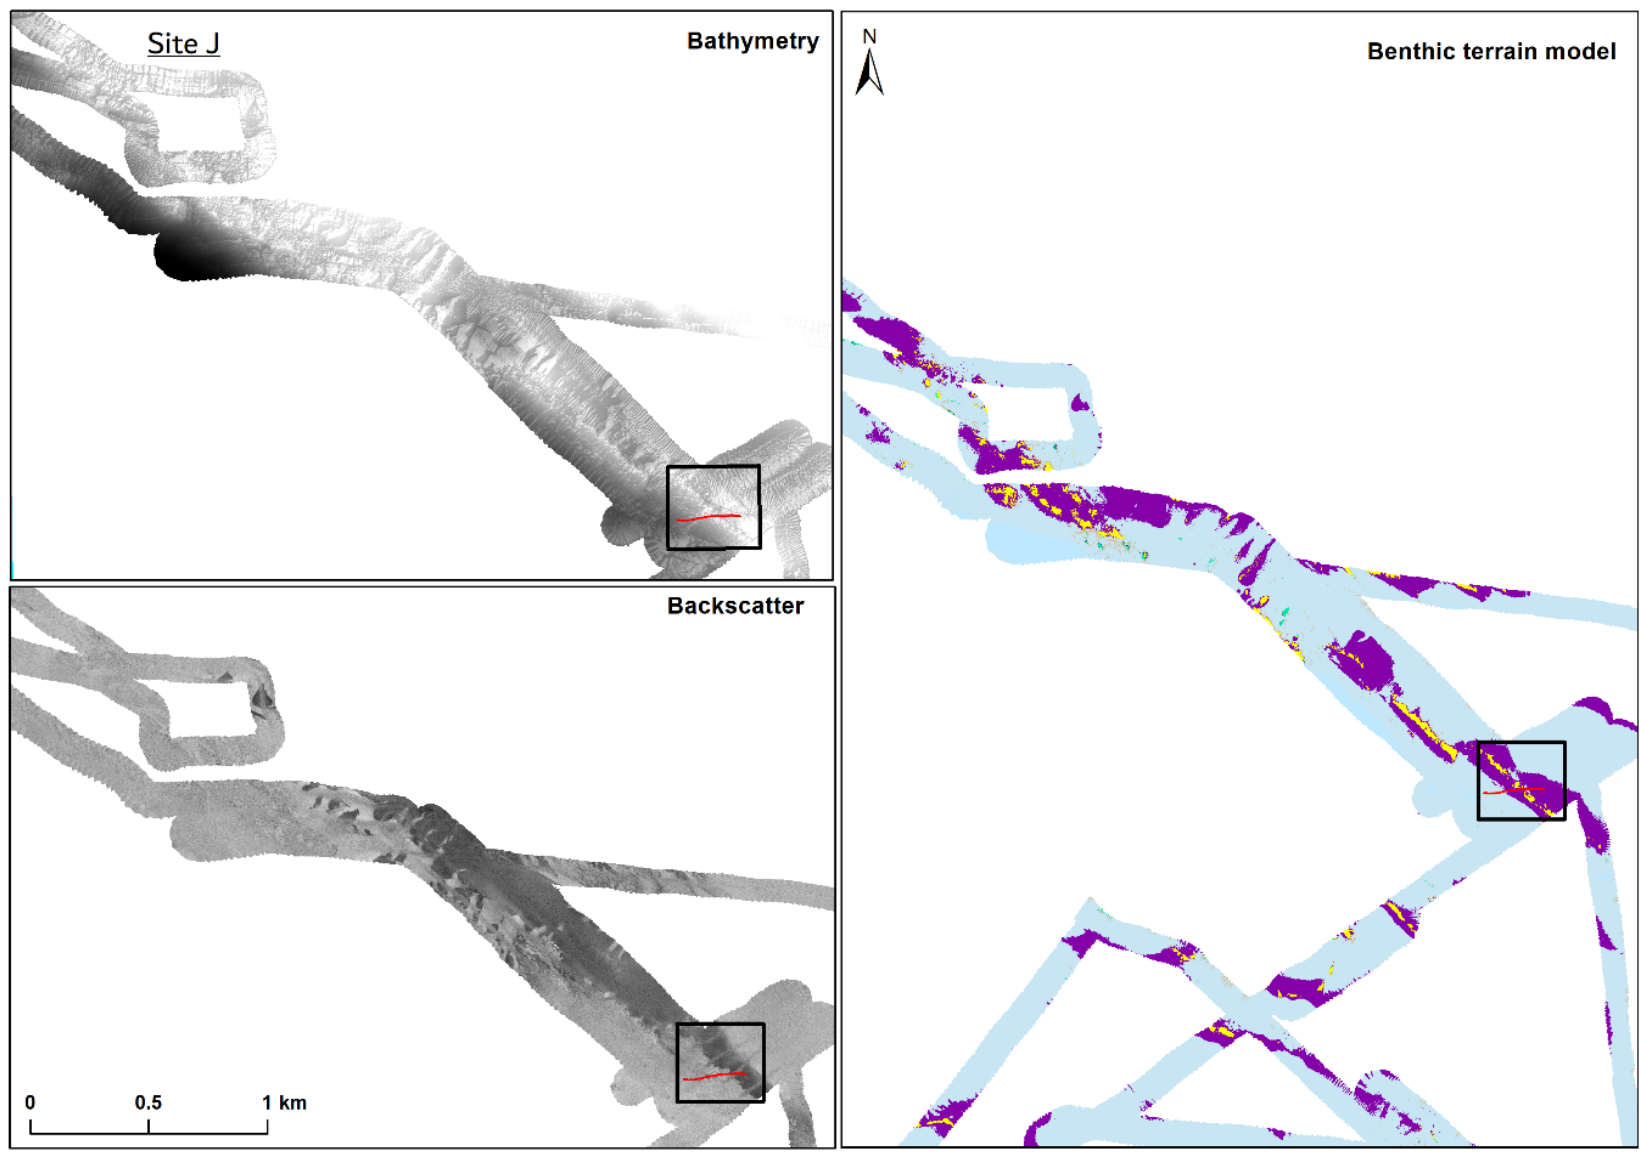 Site J
Bathymetry
N
Benthic terrain model
Backscatter
0 0.5 1 km